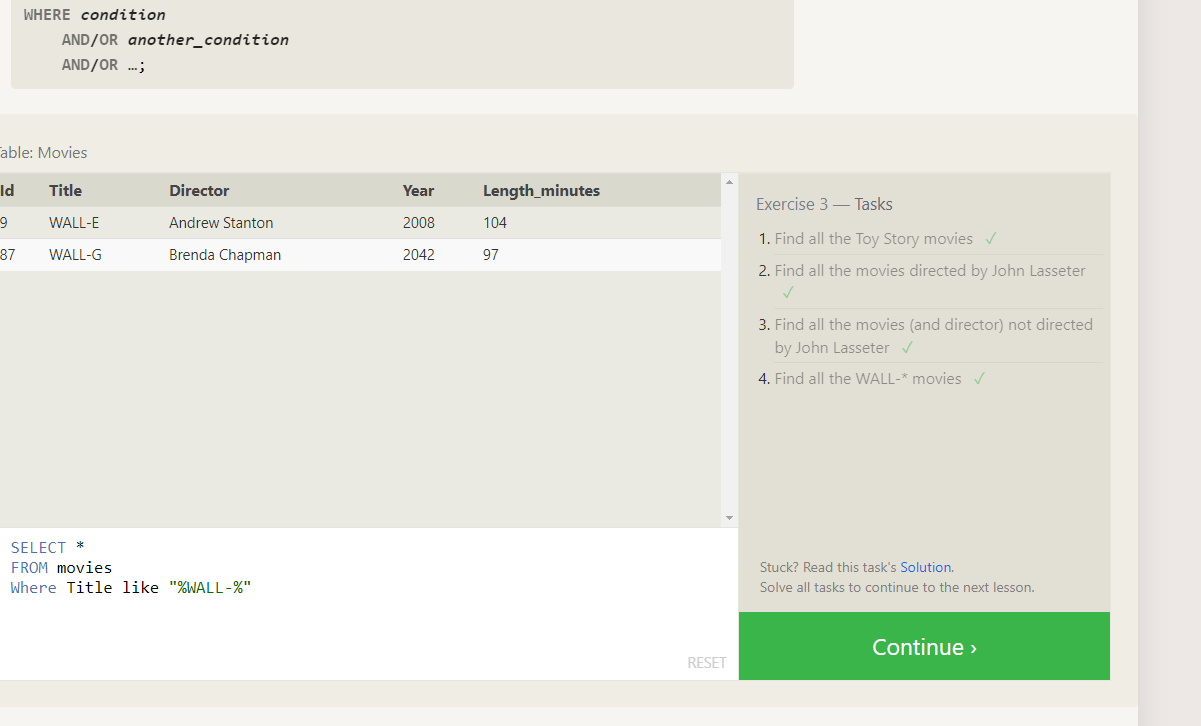 WHERE condition
AND/OR another_condition
AND/OR …;
Table: Movies
Id Title Director Year Length_minutes
9 WALL-E Andrew Stanton 2008 104
87 WALL-G Brenda Chapman 2042 97
SELECT *
FROM movies
Where Title like "%WALL-%"
RESET
Exercise 3 — Tasks
1. Find all the Toy Story movies ✓
2. Find all the movies directed by John Lasseter
✓
3. Find all the movies (and director) not directed
by John Lasseter ✓
4. Find all the WALL-* movies ✓
Stuck? Read this task's Solution.
Solve all tasks to continue to the next lesson.
Continue ›